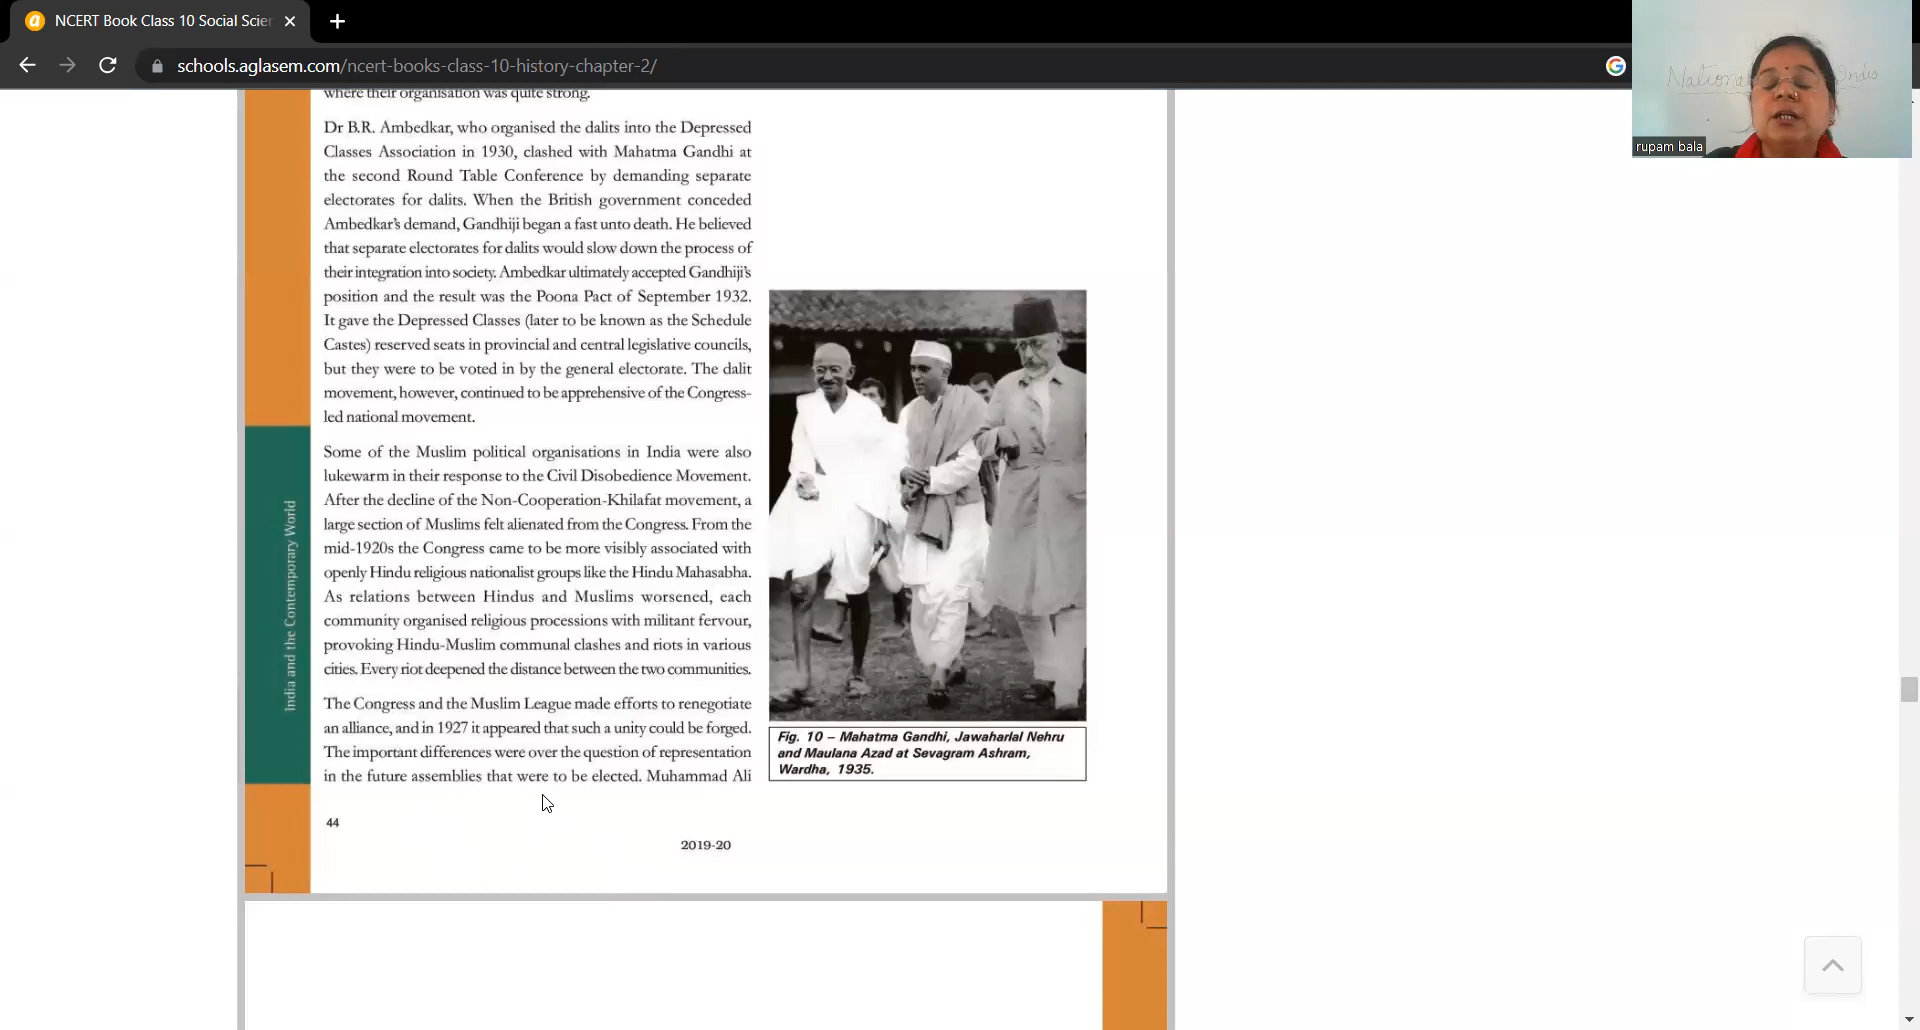 NCERT Book Class 10 Social Scien
schools.aglasem.com/ncert-books-class-10-history-chapter-2/
National India
rupam bala
where their organisation was quite strong.
Dr B.R. Ambedkar, who organised the dalits into the Depressed
Classes Association in 1930, clashed with Mahatma Gandhi at
the second Round Table Conference by demanding separate
electorates for dalits. When the British government conceded
Ambedkar's demand, Gandhiji began a fast unto death. He believed
that separate electorates for dalits would slow down the process of
their integration into society. Ambedkar ultimately accepted Gandhiji's
position and the result was the Poona Pact of September 1932.
It gave the Depressed Classes (later to be known as the Schedule
Castes) reserved seats in provincial and central legislative councils,
but they were to be voted in by the general electorate. The dalit
movement, however, continued to be apprehensive of the Congress-
led national movement.
Some of the Muslim political organisations in India were also
lukewarm in their response to the Civil Disobedience Movement.
After the decline of the Non-Cooperation-Khilafat movement, a
large section of Muslims felt alienated from the Congress. From the
mid-1920s the Congress came to be more visibly associated with
openly Hindu religious nationalist groups like the Hindu Mahasabha.
As relations between Hindus and Muslims worsened, each
community organised religious processions with militant fervour,
provoking Hindu-Muslim communal clashes and riots in various
cities. Every riot deepened the distance between the two communities.
The Congress and the Muslim League made efforts to renegotiate
an alliance, and in 1927 it appeared that such a unity could be forged.
The important differences were over the question of representation
in the future assemblies that were to be elected. Muhammad Ali
Fig. 10 – Mahatma Gandhi, Jawaharlal Nehru
and Maulana Azad at Sevagram Ashram,
Wardha, 1935.
India and the Contemporary World
44
2019-20